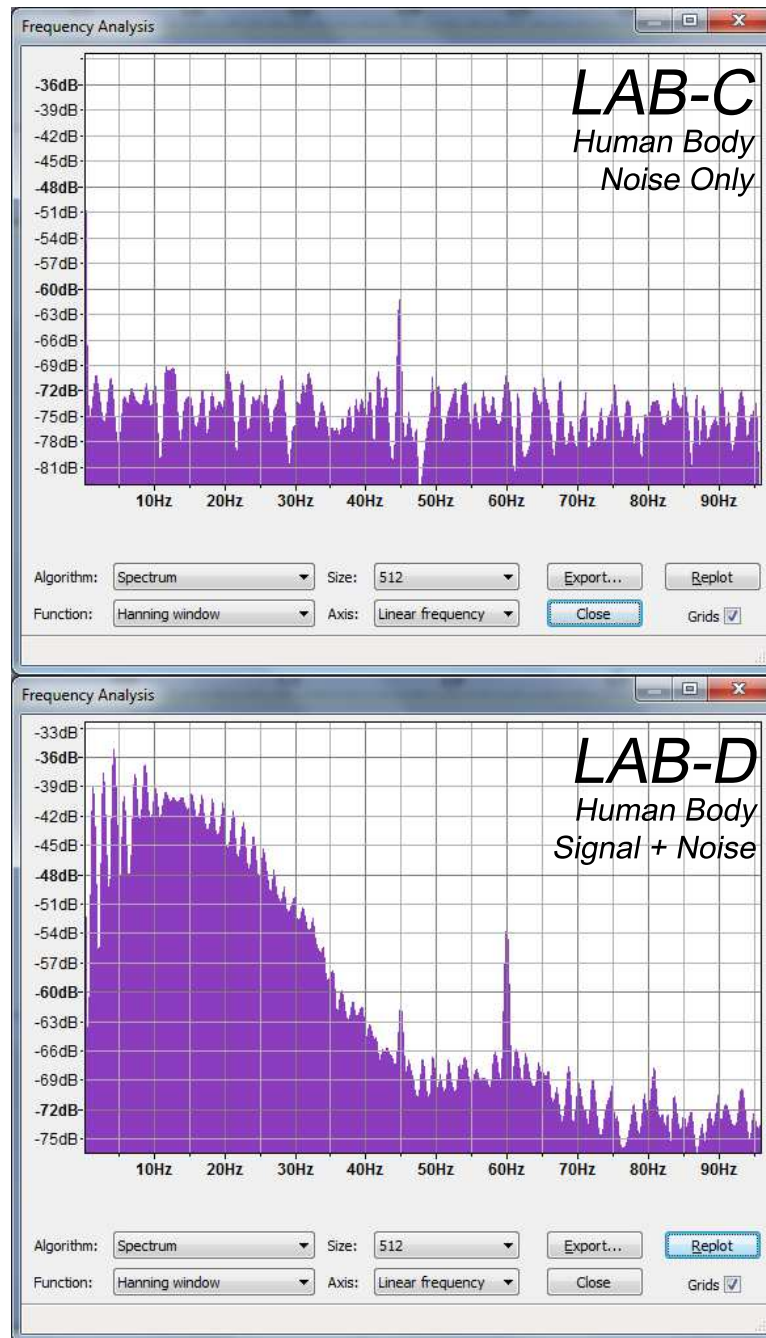 Frequency Analysis
LAB-C
Human Body
Noise Only
-36dB
-39dB
-42dB
-45dB
-48dB
-51dB
-54dB
-57dB
-60dB
-63dB
-66dB
-69dB
-72dB
-75dB
-78dB
-81dB
10Hz 20Hz 30Hz 40Hz 50Hz 60Hz 70Hz 80Hz 90Hz
Algorithm: Spectrum Size: 512 Export... Replot
Function: Hanning window Axis: Linear frequency Close Grids
Frequency Analysis
LAB-D
Human Body
Signal + Noise
-33dB
-36dB
-39dB
-42dB
-45dB
-48dB
-51dB
-54dB
-57dB
-60dB
-63dB
-66dB
-69dB
-72dB
-75dB
10Hz 20Hz 30Hz 40Hz 50Hz 60Hz 70Hz 80Hz 90Hz
Algorithm: Spectrum Size: 512 Export... Replot
Function: Hanning window Axis: Linear frequency Close Grids